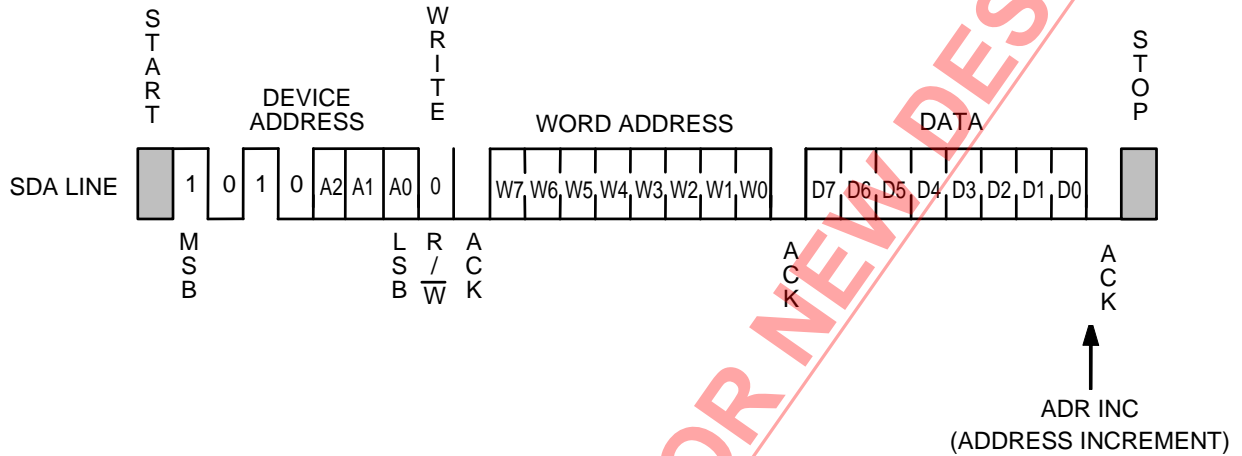 START
WRITE
STOP
DEVICE
ADDRESS
WORD ADDRESS
DATA
SDA LINE
1 0 1 0 A2 A1 A0 0 W7 W6 W5 W4 W3 W2 W1 W0 D7 D6 D5 D4 D3 D2 D1 D0
MSB
LSB
R/W
ACK
ACK
ACK
ADR INC
(ADDRESS INCREMENT)
OR NEW DES